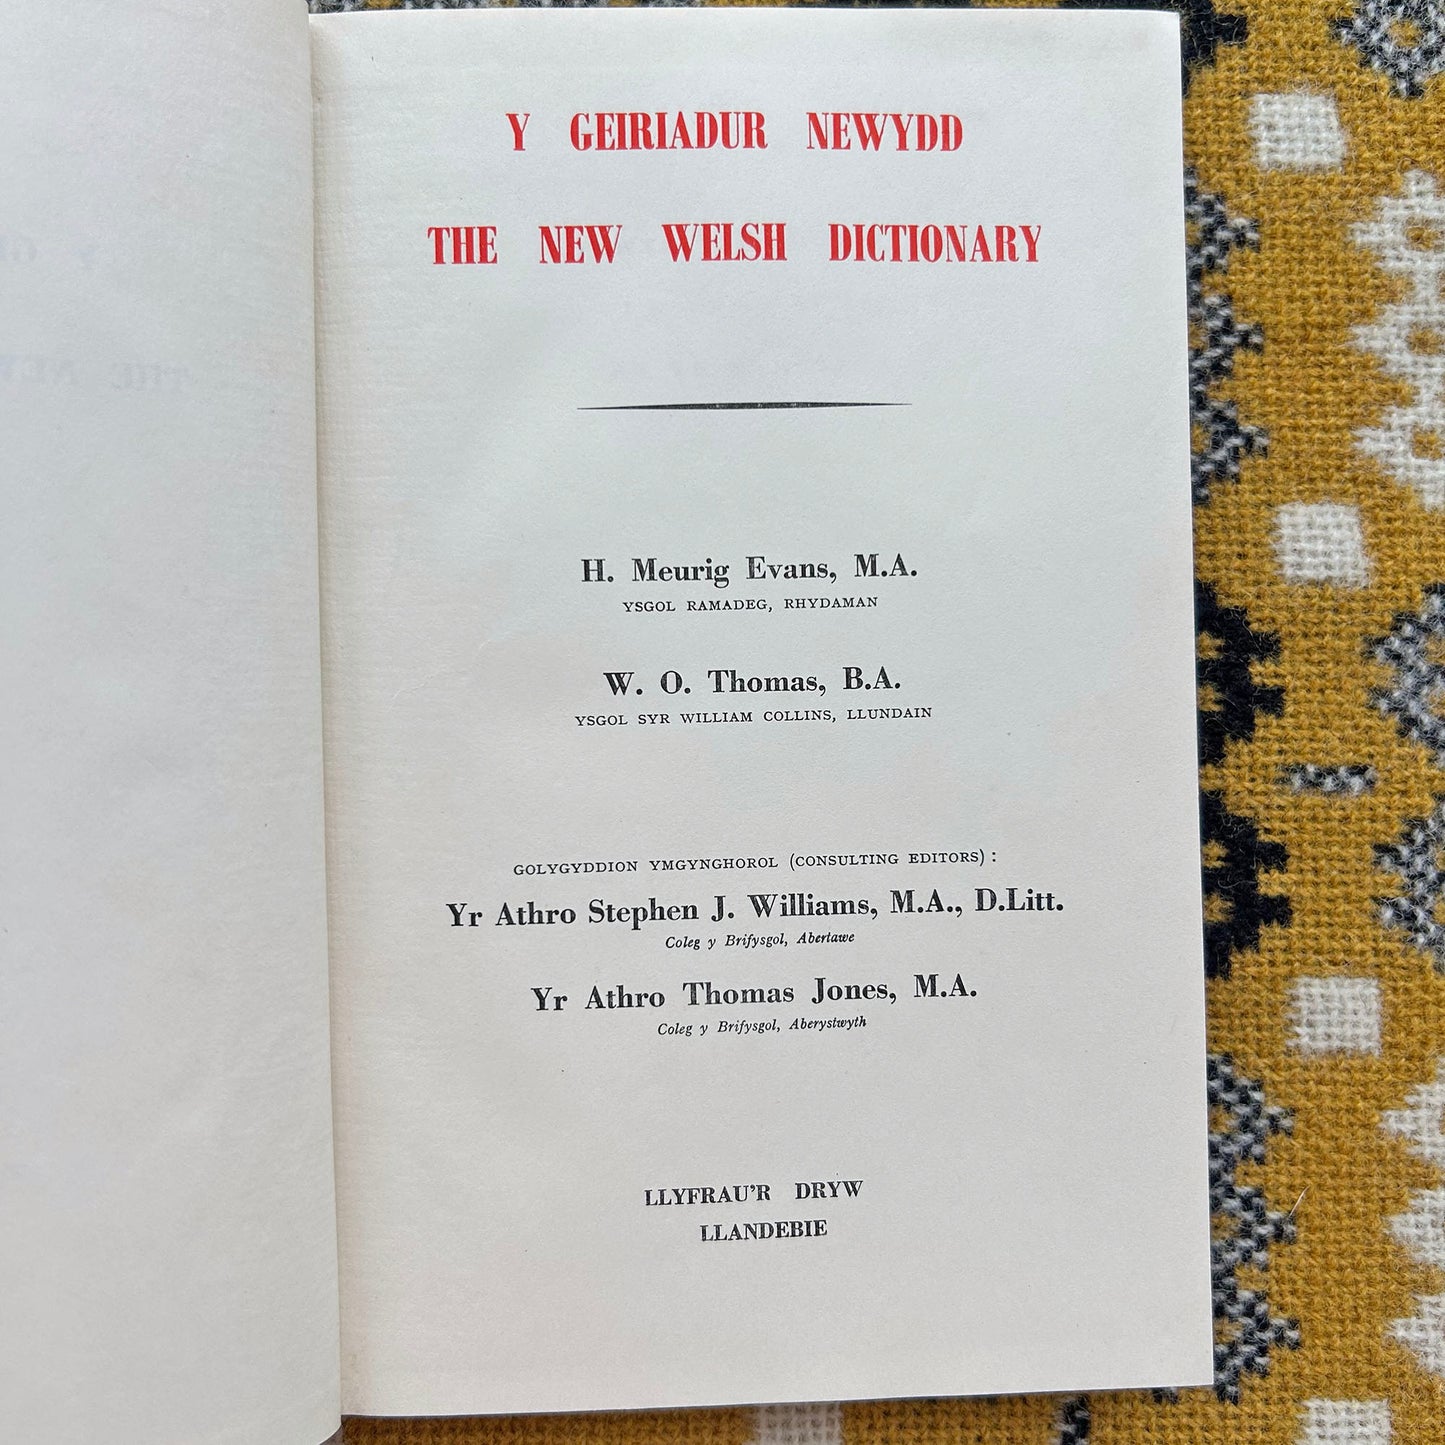 Y GEIRIADUR NEWYDD
THE NEW WELSH DICTIONARY
H. Meurig Evans, M.A.
YSGOL RAMADEG, RHYDAMAN
W. O. Thomas, B.A.
YSGOL SYR WILLIAM COLLINS, LLUNDAIN
GOLYGYDDION YMGYNGHOROL (CONSULTING EDITORS) :
Yr Athro Stephen J. Williams, M.A., D.Litt.
Coleg y Brifysgol, Abertawe
Yr Athro Thomas Jones, M.A.
Coleg y Brifysgol, Aberystwyth
LLYFRAU'R DRYW
LLANDEBIE